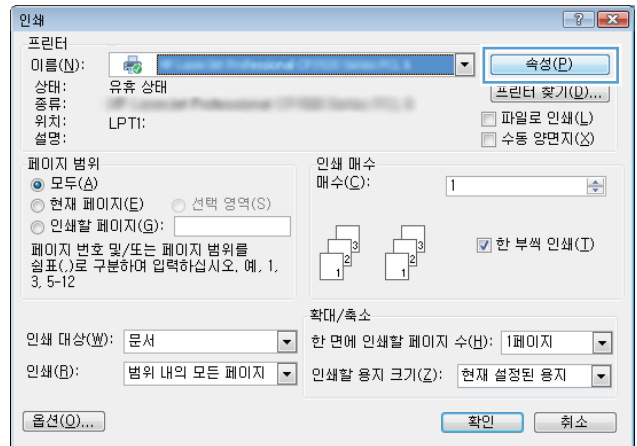 인쇄
프린터
이름(N):
속성(P)
상태: 유휴 상태
프린터 찾기(D)...
종류:
위치: LPT1:
파일로 인쇄(L)
설명:
수동 양면지(X)
페이지 범위
모두(A)
현재 페이지(E) 선택 영역(S)
인쇄할 페이지(G):
페이지 번호 및/또는 페이지 범위를
쉼표(,)로 구분하여 입력하십시오. 예, 1,
3, 5-12
인쇄 매수
매수(C): 1
3 2 1 3 2 1
한 부씩 인쇄(T)
인쇄 대상(W): 문서
인쇄(R): 범위 내의 모든 페이지
확대/축소
한 면에 인쇄할 페이지 수(H): 1페이지
인쇄할 용지 크기(Z): 현재 설정된 용지
옵션(O)...
확인 취소